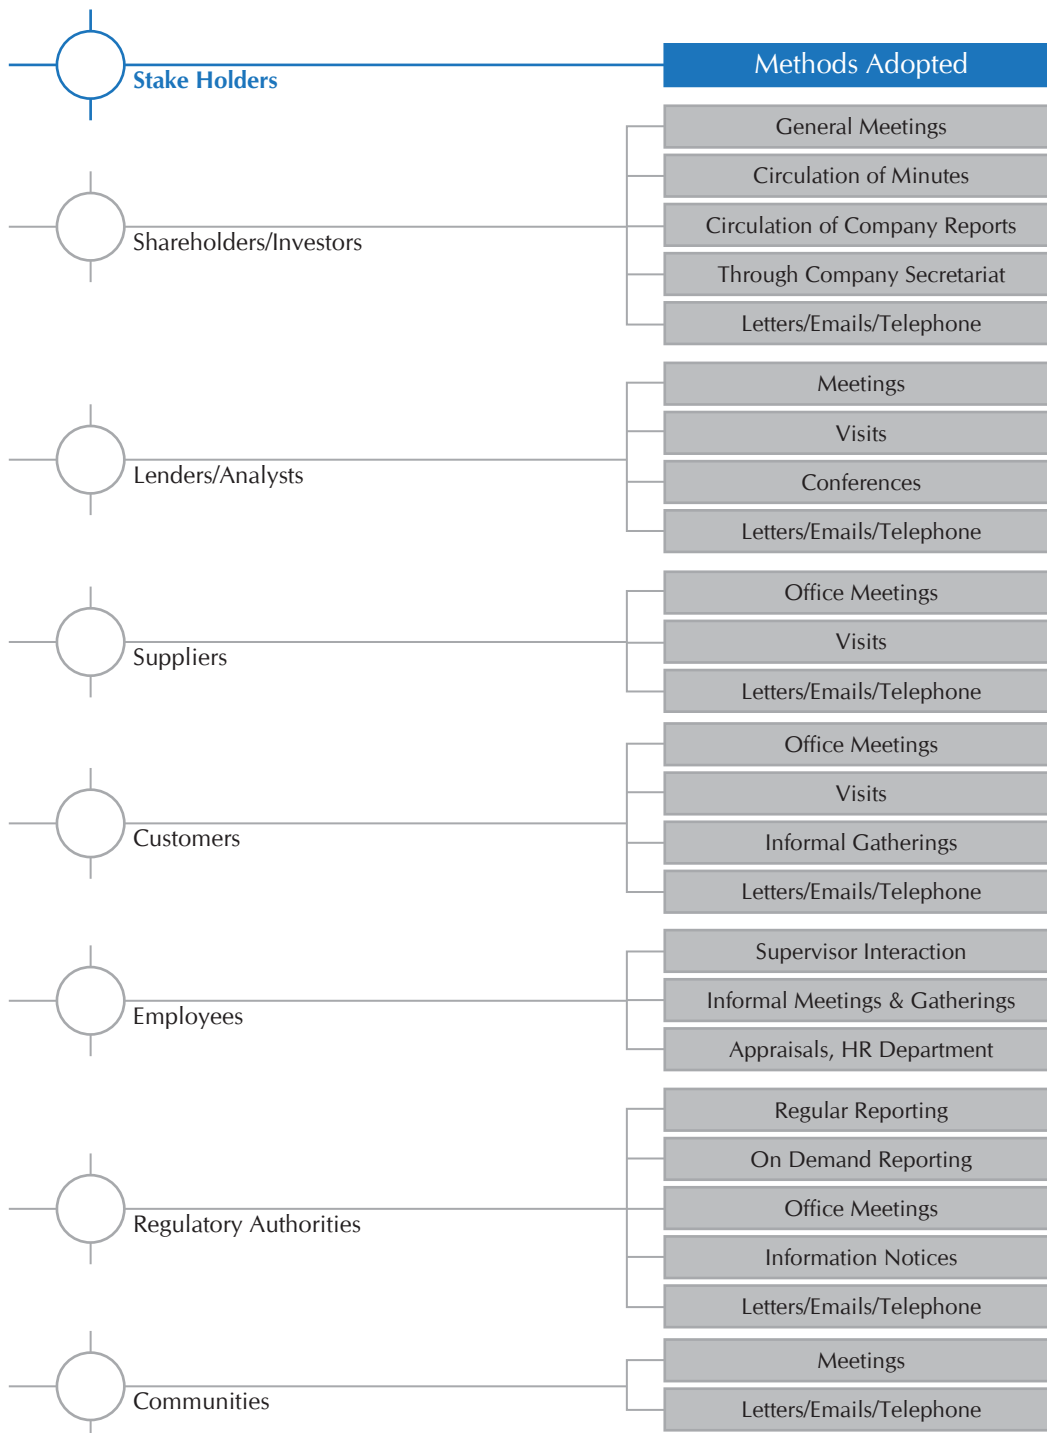 Stake Holders
Methods Adopted
Shareholders/Investors
General Meetings
Circulation of Minutes
Circulation of Company Reports
Through Company Secretariat
Letters/Emails/Telephone
Lenders/Analysts
Meetings
Visits
Conferences
Letters/Emails/Telephone
Suppliers
Office Meetings
Visits
Letters/Emails/Telephone
Customers
Office Meetings
Visits
Informal Gatherings
Letters/Emails/Telephone
Employees
Supervisor Interaction
Informal Meetings & Gatherings
Appraisals, HR Department
Regulatory Authorities
Regular Reporting
On Demand Reporting
Office Meetings
Information Notices
Letters/Emails/Telephone
Communities
Meetings
Letters/Emails/Telephone